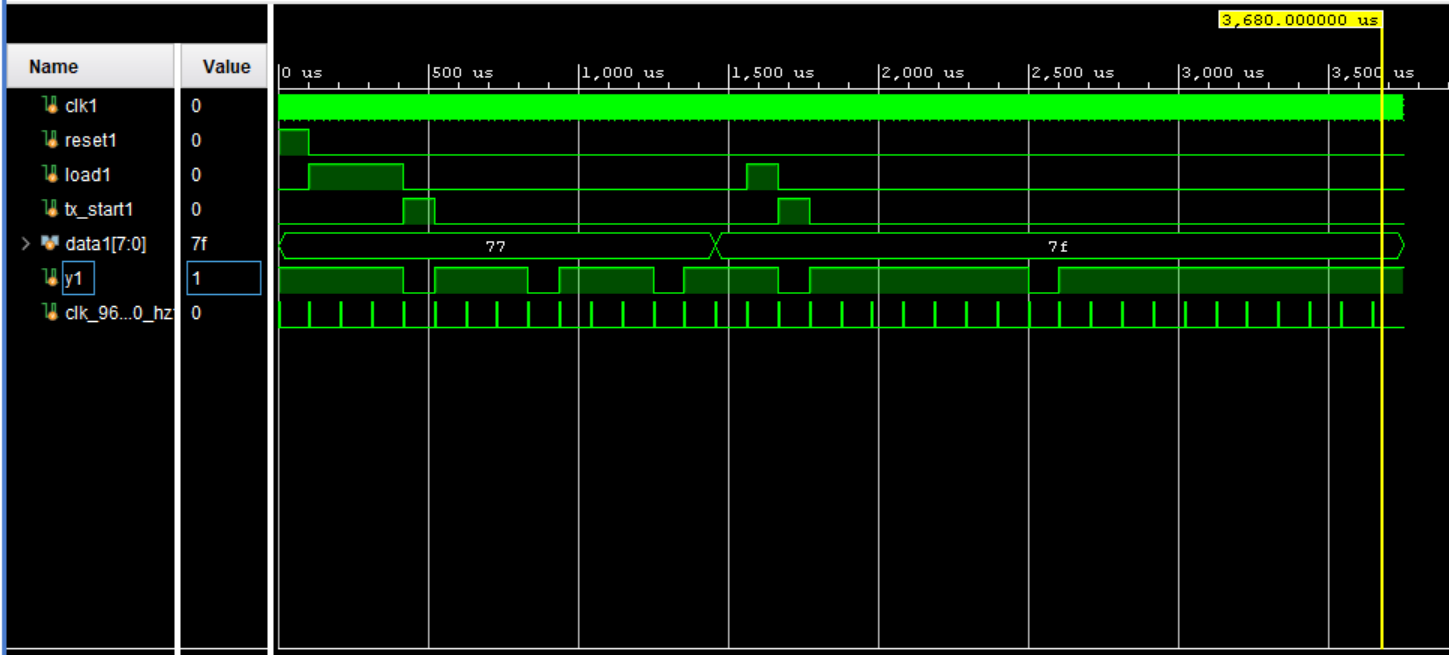 3,680.000000 us
Name Value
0 us 500 us 1,000 us 1,500 us 2,000 us 2,500 us 3,000 us 3,500 us
clk1 0
reset1 0
load1 0
tx_start1 0
data1[7:0] 7f 77 7f
y1 1
clk_96...0_hz 0